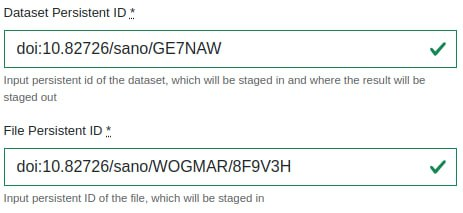 Dataset Persistent ID *
doi:10.82726/sano/GE7NAW
Input persistent id of the dataset, which will be staged in and where the result will be
staged out
File Persistent ID *
doi:10.82726/sano/WOGMAR/8F9V3H
Input persistent ID of the file, which will be staged in